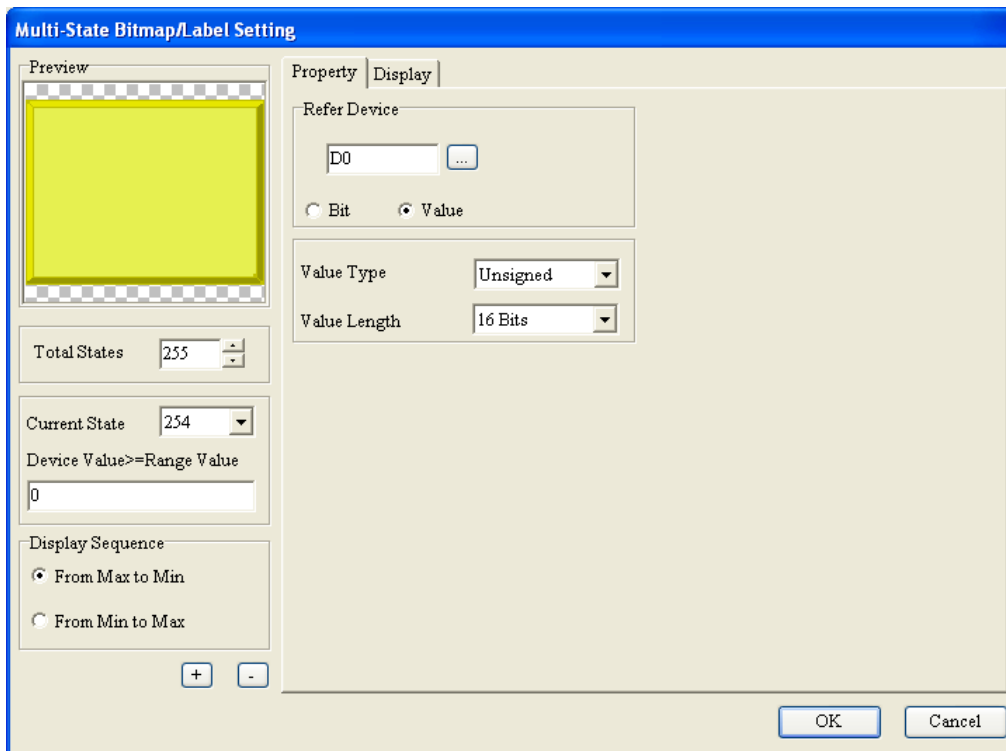 Multi-State Bitmap/Label Setting
Preview
Property
Display
Refer Device
D0
...
Bit
Value
Value Type
Unsigned
Value Length
16 Bits
Total States
255
Current State
254
Device Value>=Range Value
0
Display Sequence
From Max to Min
From Min to Max
+
-
OK
Cancel